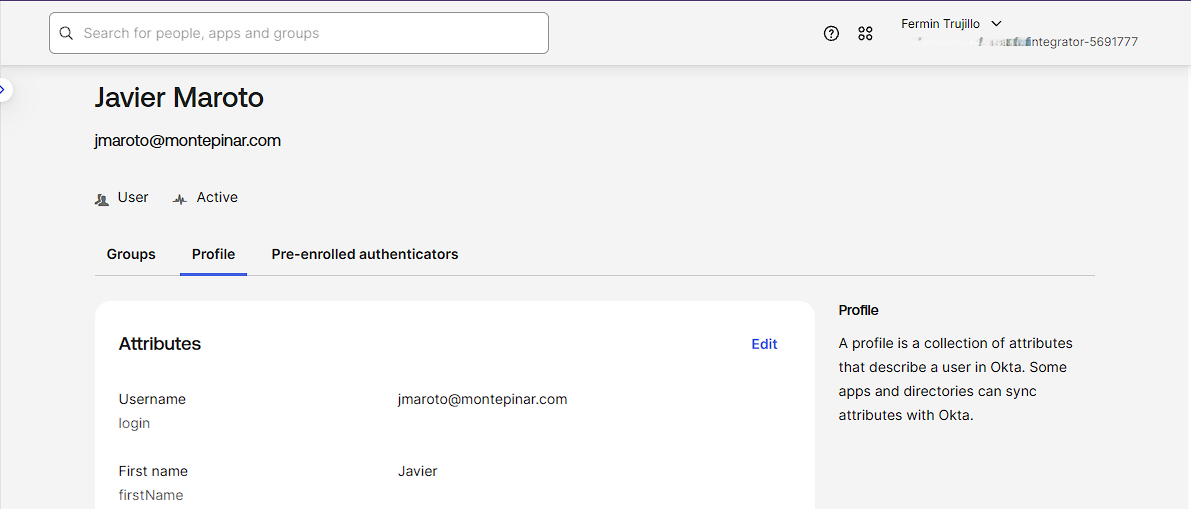 Search for people, apps and groups
Fermin Trujillo
integrator-5691777
Javier Maroto
jmaroto@montepinar.com
User Active
Groups Profile Pre-enrolled authenticators
Attributes Edit
Username jmaroto@montepinar.com
login
First name Javier
firstName
Profile
A profile is a collection of attributes
that describe a user in Okta. Some
apps and directories can sync
attributes with Okta.